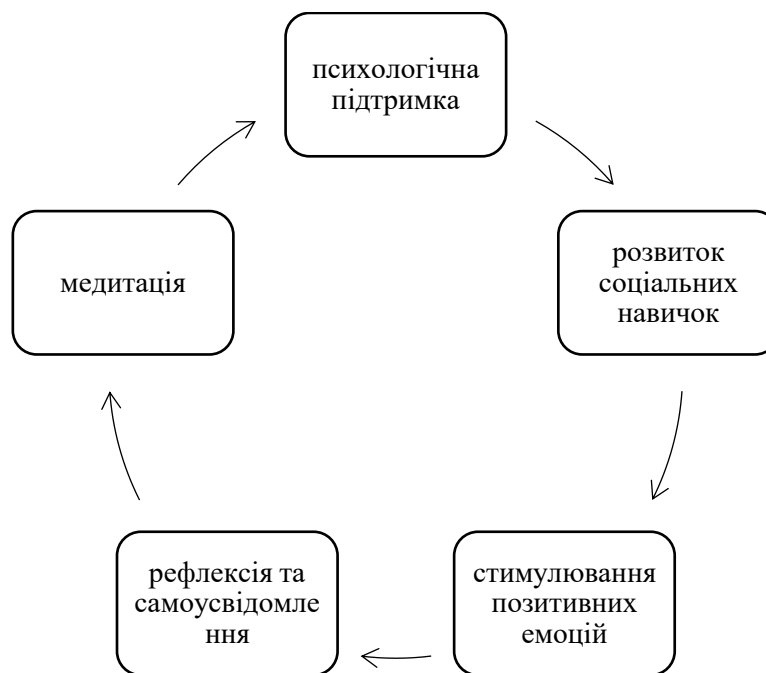 психологічна
підтримка
розвиток
соціальних
навичок
стимулювання
позитивних
емоцій
рефлексія та
самоусвідомле
ння
медитація